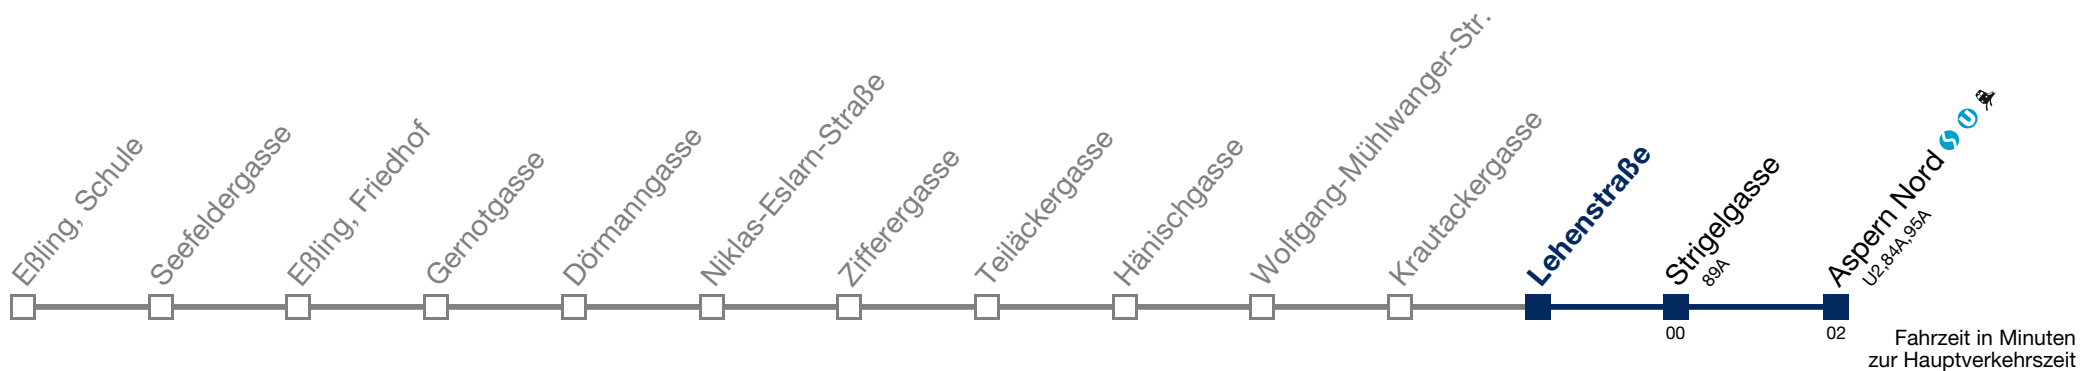 Eßling, Schule
Seefeldergasse
Eßling, Friedhof
Gernotgasse
Dörmanngasse
Niklas-Eslarn-Straße
Zifferergasse
Teiläckergasse
Hänischgasse
Wolfgang-Mühlwanger-Str.
Krautackergasse
Lehenstraße
Strigelgasse
89A
Aspern Nord S U
U2,84A,95A
00
02
Fahrzeit in Minuten
zur Hauptverkehrszeit